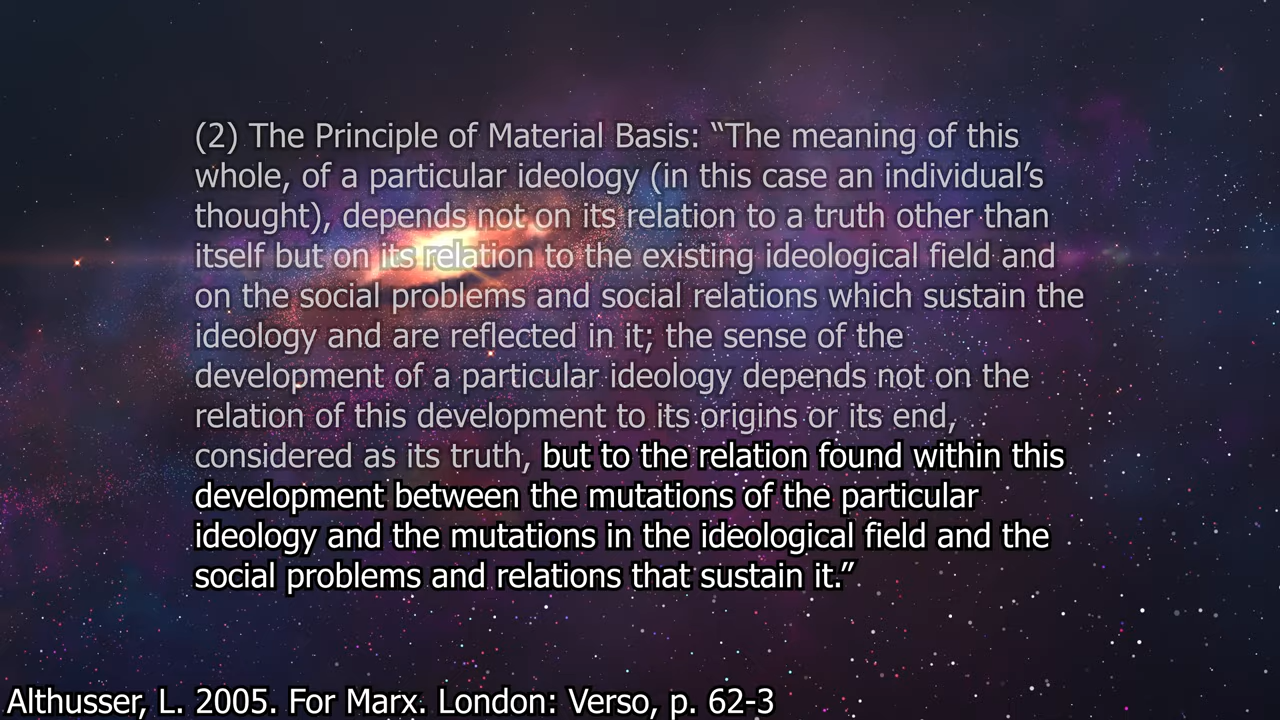 (2) The Principle of Material Basis: “The meaning of this
whole, of a particular ideology (in this case an individual’s
thought), depends not on its relation to a truth other than
itself but on its relation to the existing ideological field and
on the social problems and social relations which sustain the
ideology and are reflected in it; the sense of the
development of a particular ideology depends not on the
relation of this development to its origins or its end,
considered as its truth, but to the relation found within this
development between the mutations of the particular
ideology and the mutations in the ideological field and the
social problems and relations that sustain it.”
Althusser, L. 2005. For Marx. London: Verso, p. 62-3